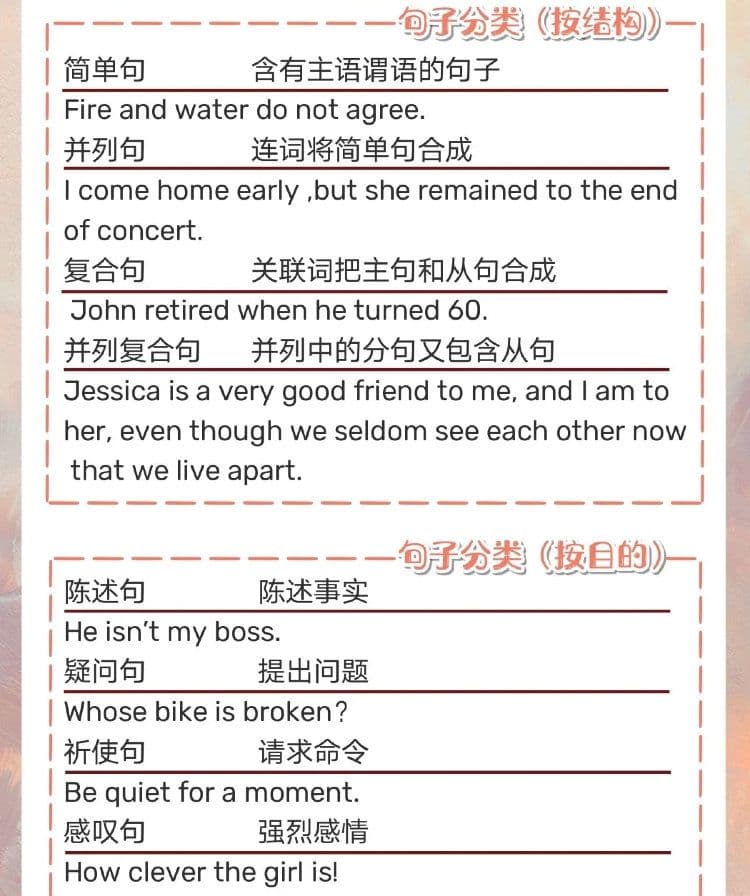 句子分类（按结构）
简单句 含有主语谓语的句子
Fire and water do not agree.
并列句 连词将简单句合成
I come home early ,but she remained to the end
of concert.
复合句 关联词把主句和从句合成
John retired when he turned 60.
并列复合句 并列中的分句又包含从句
Jessica is a very good friend to me, and I am to
her, even though we seldom see each other now
that we live apart.
句子分类（按目的）
陈述句 陈述事实
He isn’t my boss.
疑问句 提出问题
Whose bike is broken?
祈使句 请求命令
Be quiet for a moment.
感叹句 强烈感情
How clever the girl is!